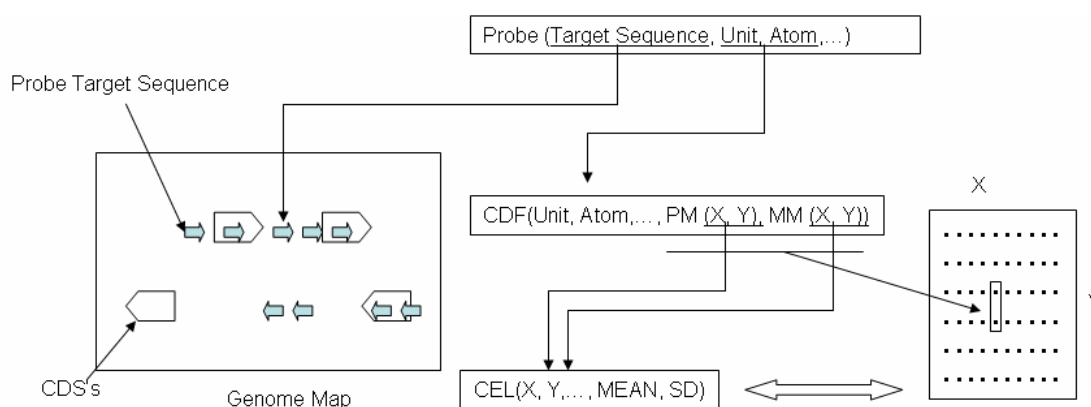 Probe (Target Sequence, Unit, Atom,...)
Probe Target Sequence
X
CDF(Unit, Atom,..., PM (X, Y), MM (X, Y))
CDS's
Genome Map
CEL(X, Y,..., MEAN, SD)